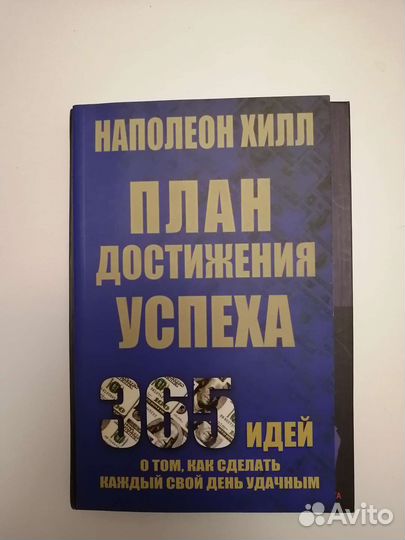 НАПОЛЕОН ХИЛЛ
ПЛАН
ДОСТИЖЕНИЯ
УСПЕХА
365 ИДЕЙ
О ТОМ, КАК СДЕЛАТЬ
КАЖДЫЙ СВОЙ ДЕНЬ УДАЧНЫМ
Avito